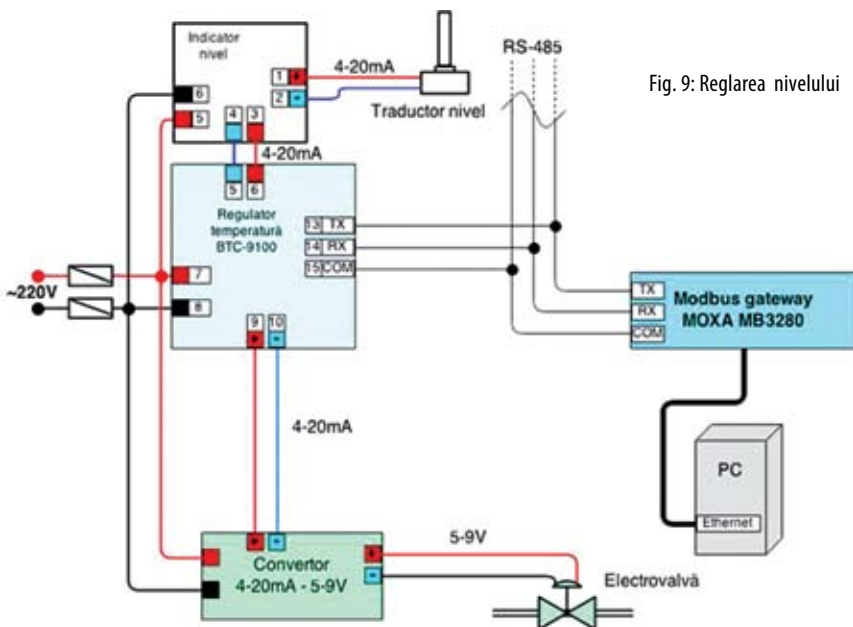 Indicator
nivel
1 +
2 -
6
5
4 3
4-20mA
Traductor nivel
RS-485
Fig. 9: Reglarea nivelului
4-20mA
5 6
Regulator
temperatură
BTC-9100
13 TX
14 RX
15 COM
~220V
7
8
9 10
+ -
TX
RX
COM
Modbus gateway
MOXA MB3280
4-20mA
PC
Ethernet
+ -
Convertor
4-20mA - 5-9V
+
-
5-9V
Electrovalvă